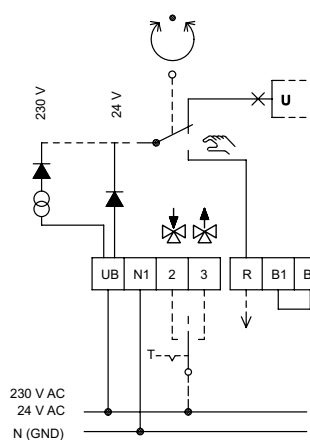 230 V
24 V
U
UB N1 2 3 R B1 B
T
230 V AC
24 V AC
N (GND)